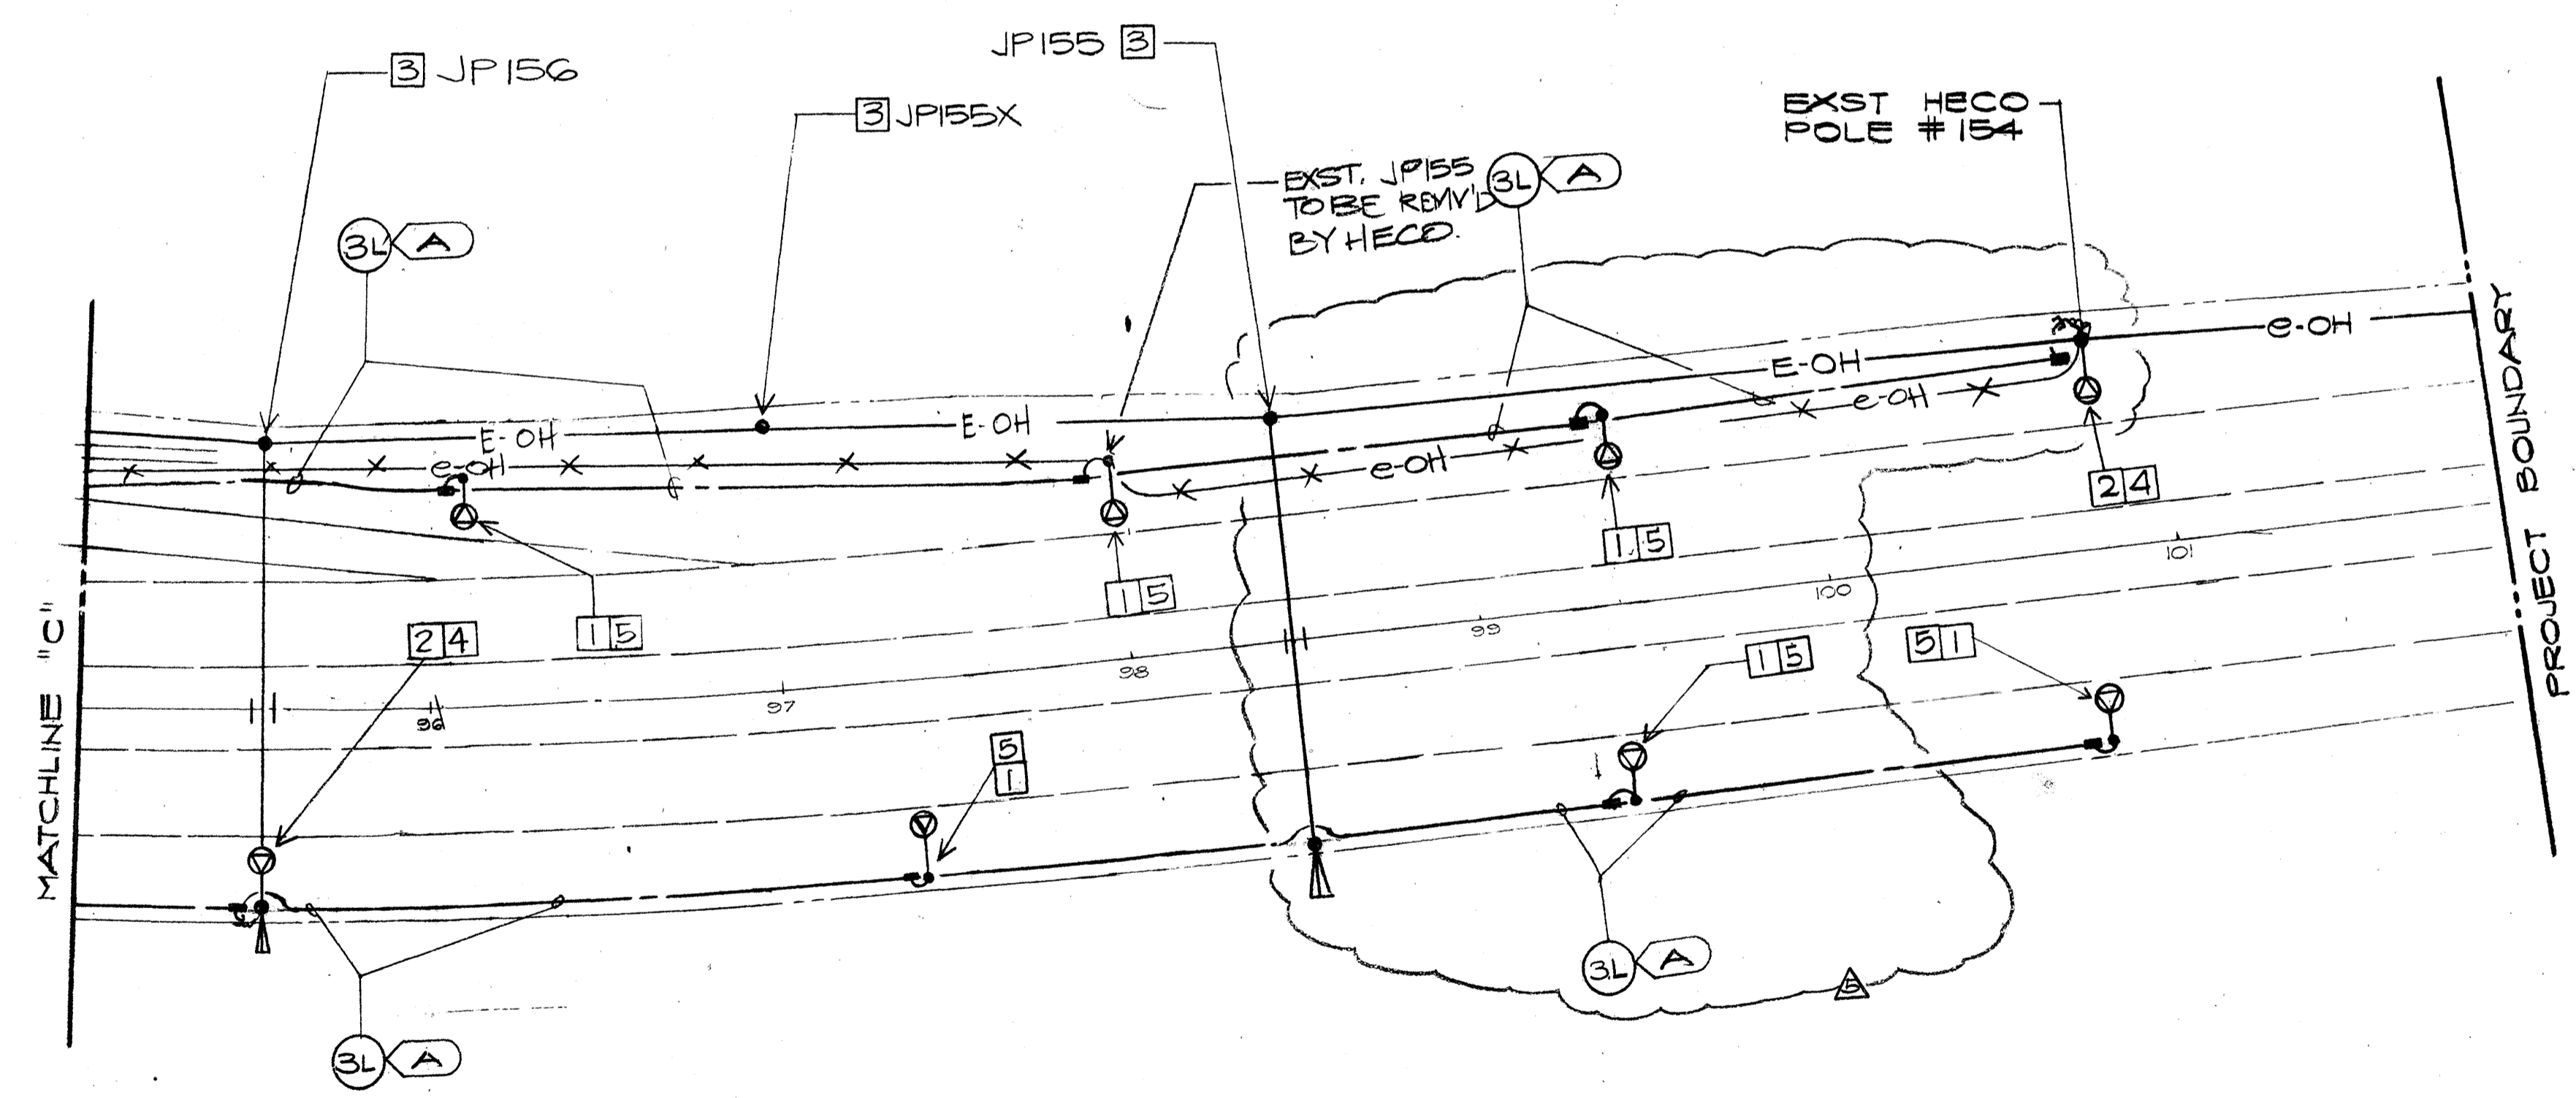 JP155 3
3 JP156
EXST HECO
POLE #154
3 JP155X
EXST. JP155
TO BE REMV'D
BY HECO.
3L A
3L A
e-OH
E-OH
E-OH
E-OH
e-OH
e-OH
e-OH
2 4
1 5
1 5
1 5
2 4
1 5
5 1
5
1
96
97
98
99
100
101
3L A
3L A
5
MATCHLINE "C"
PROJECT BOUNDARY